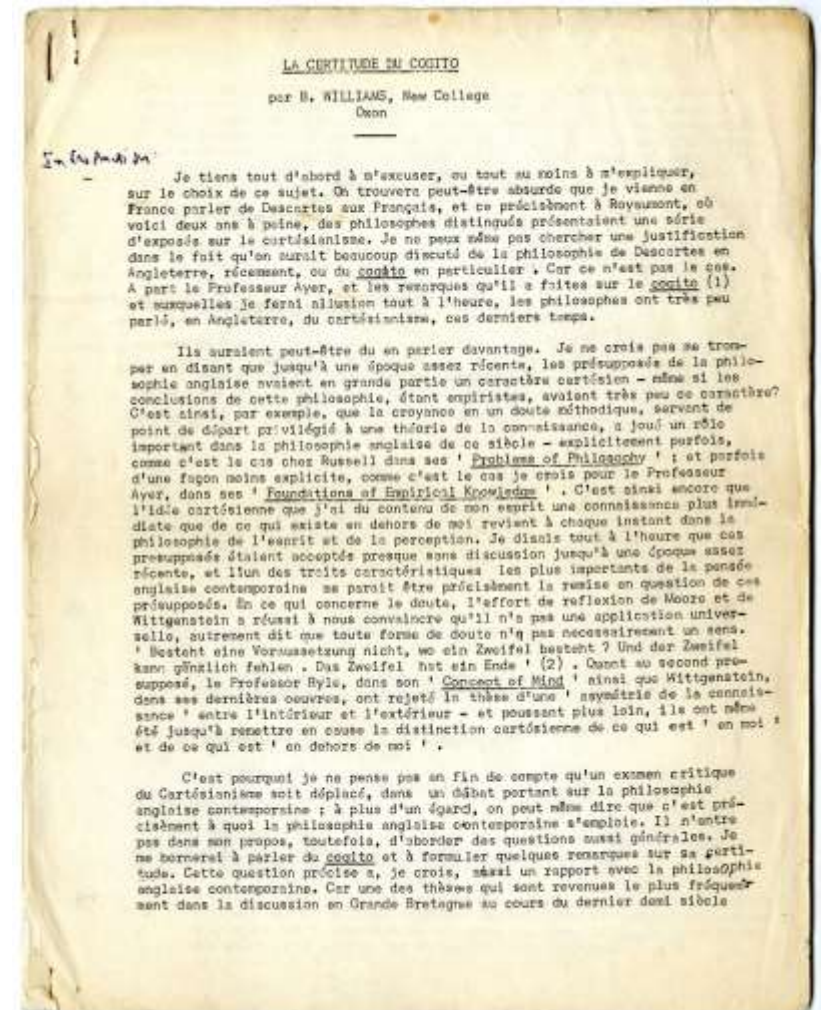 LA CERTITUDE DU COGITO
par B. WILLIAMS, New College
Oxon
Je tiens tout d'abord à m'excuser, ou tout au moins à m'expliquer,
sur le choix de ce sujet. On trouvera peut-être absurde que je vienne en
France parler de Descartes aux Français, et ce précisément à Royaumont, où
voici deux ans à peine, des philosophes distingués présentaient une série
d'exposés sur le cartésianisme. Je ne peux même pas chercher une justification
dans le fait qu'on aurait beaucoup discuté de la philosophie de Descartes en
Angleterre, récemment, ou du cogito en particulier . Car ce n'est pas le cas.
A part le Professeur Ayer, et les remarques qu'il a faites sur le cogito (1)
et auxquelles je ferai allusion tout à l'heure, les philosophes ont très peu
parlé, en Angleterre, du cartésianisme, ces derniers temps.
Ils auraient peut-être du en parler davantage. Je ne crois pas me trom-
per en disant que jusqu'à une époque assez récente, les présupposés de la philo-
sophie anglaise avaient en grande partie un caractère cartésien - même si les
conclusions de cette philosophie, étant empiristes, avaient très peu ce caractère?
C'est ainsi, par exemple, que la croyance en un doute méthodique, servant de
point de départ privilégié à une théorie de la connaissance, a joué un rôle
important dans la philosophie anglaise de ce siècle - explicitement parfois,
comme c'est le cas chez Russell dans ses ' Problems of Philosophy ' ; et parfois
d'une façon moins explicite, comme c'est le cas je crois pour le Professeur
Ayer, dans ses ' Foundations of Empirical Knowledge ' . C'est ainsi encore que
l'idée cartésienne que j'ai du contenu de mon esprit une connaissance plus immé-
diate que de ce qui existe en dehors de moi revient à chaque instant dans la
philosophie de l'esprit et de la perception. Je disais tout à l'heure que ces
presupposés étaient acceptés presque sans discussion jusqu'à une époque assez
récente, et l'un des traits caractéristiques les plus importants de la pensée
anglaise contemporaine me parait être précisément la remise en question de ces
présupposés. En ce qui concerne le doute, l'effort de reflexion de Moore et de
Wittgenstein a réussi à nous convaincre qu'il n'a pas une application univer-
selle, autrement dit que toute forme de doute n'a pas necessairement un sens.
' Besteht eine Voraussetzung nicht, wo ein Zweifel besteht ? Und der Zweifel
kann gänzlich fehlen . Das Zweifel hat ein Ende ' (2) . Quant au second pre-
supposé, le Professeur Ryle, dans son ' Concept of Mind ' ainsi que Wittgenstein,
dans ses dernières oeuvres, ont rejeté la thèse d'une ' asymétrie de la connais-
sance ' entre l'intérieur et l'extérieur - et poussant plus loin, ils ont même
été jusqu'à remettre en cause la distinction cartésienne de ce qui est ' en moi '
et de ce qui est ' en dehors de moi ' .
C'est pourquoi je ne pense pas en fin de compte qu'un examen critique
du Cartésianisme soit déplacé, dans un débat portant sur la philosophie
anglaise contemporaine ; à plus d'un égard, on peut même dire que c'est pré-
cisèment à quoi la philosophie anglaise contemporaine s'emploie. Il n'entre
pas dans mon propos, toutefois, d'aborder des questions aussi générales. Je
me bornerai à parler du cogito et à formuler quelques remarques sur sa certi-
tude. Cette question précise a, je crois, aussi un rapport avec la philosophie
anglaise contemporaine. Car une des thèses qui sont revenues le plus fréquem-
ment dans la discussion en Grande Bretagne au cours du dernier demi siècle